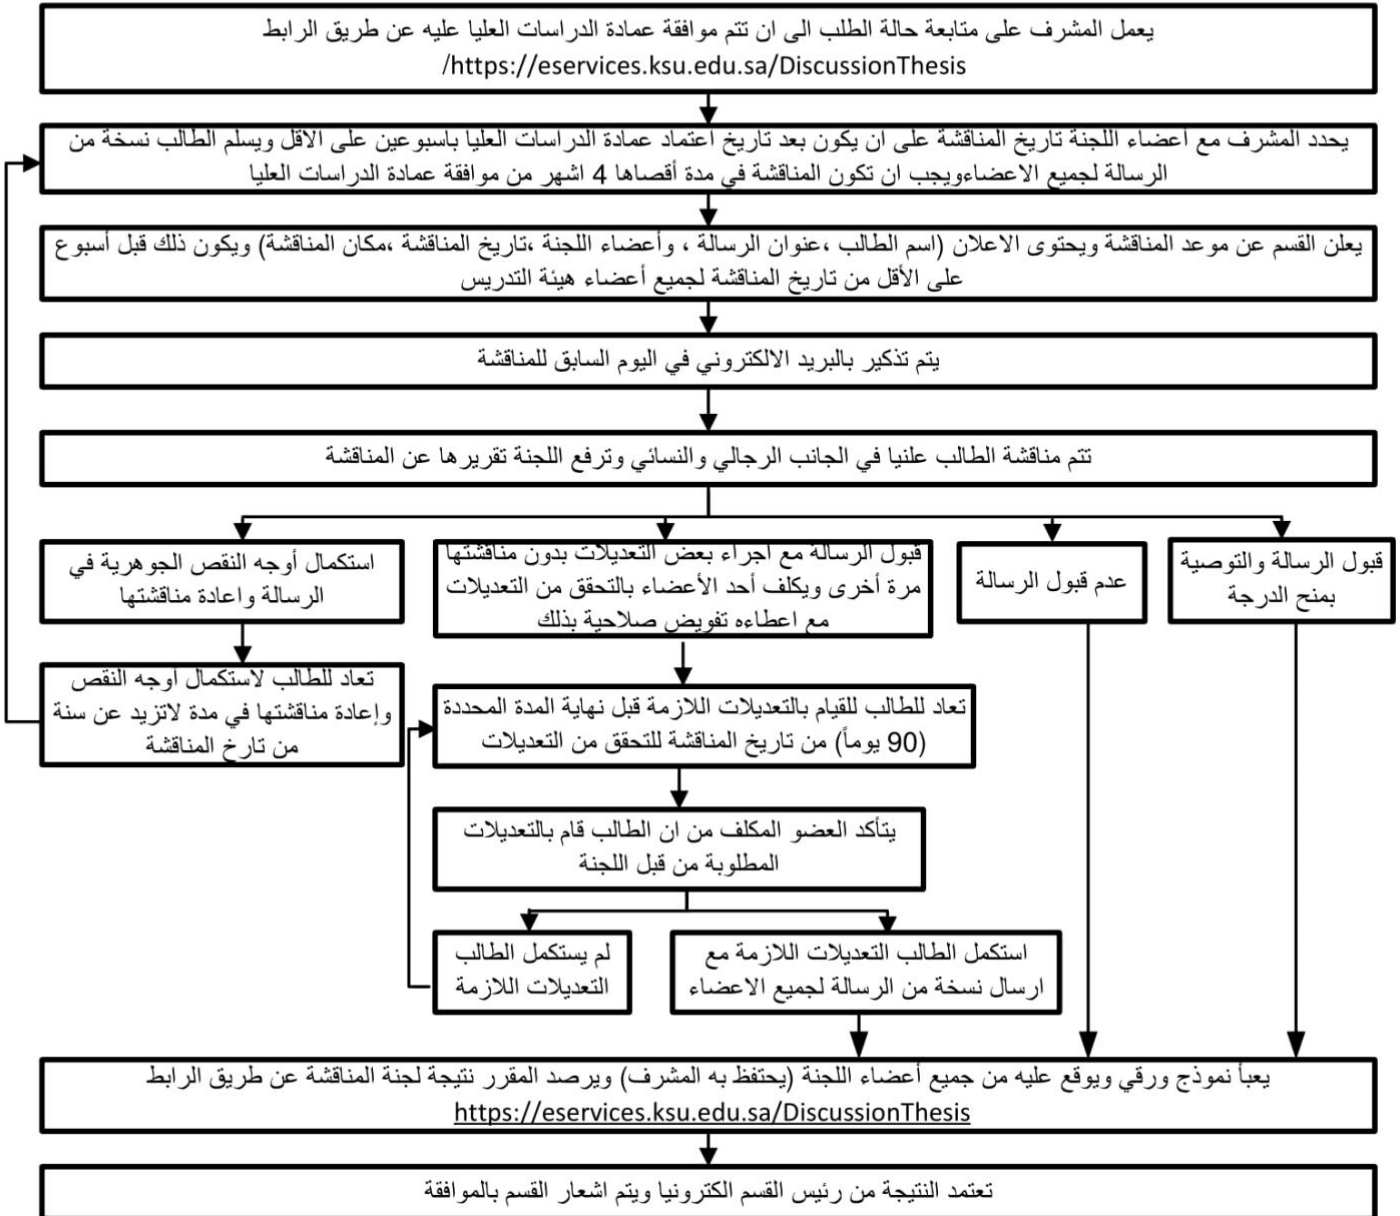 يعمل المشرف على متابعة حالة الطلب الى ان تتم موافقة عمادة الدراسات العليا عليه عن طريق الرابط
/https://eservices.ksu.edu.sa/DiscussionThesis
يحدد المشرف مع أعضاء اللجنة تاريخ المناقشة على ان يكون بعد تاريخ اعتماد عمادة الدراسات العليا باسبوعين على الاقل ويسلم الطالب نسخة من
الرسالة لجميع الاعضاءويجب ان تكون المناقشة في مدة أقصاها 4 اشهر من موافقة عمادة الدراسات العليا
يعلن القسم عن موعد المناقشة ويحتوى الاعلان (اسم الطالب ،عنوان الرسالة ، وأعضاء اللجنة ،تاريخ المناقشة ،مكان المناقشة) ويكون ذلك قبل أسبوع
على الأقل من تاريخ المناقشة لجميع أعضاء هيئة التدريس
يتم تذكير بالبريد الالكتروني في اليوم السابق للمناقشة
تتم مناقشة الطالب علنيا في الجانب الرجالي والنسائي وترفع اللجنة تقريرها عن المناقشة
قبول الرسالة والتوصية
بمنح الدرجة
عدم قبول الرسالة
قبول الرسالة مع اجراء بعض التعديلات بدون مناقشتها
مرة أخرى ويكلف أحد الأعضاء بالتحقق من التعديلات
مع اعطاءه تفويض صلاحية بذلك
استكمال أوجه النقص الجوهرية في
الرسالة واعادة مناقشتها
تعاد للطالب لاستكمال أوجه النقص
وإعادة مناقشتها في مدة لاتزيد عن سنة
من تارخ المناقشة
تعاد للطالب للقيام بالتعديلات اللازمة قبل نهاية المدة المحددة
(90 يوماً) من تاريخ المناقشة للتحقق من التعديلات
يتأكد العضو المكلف من ان الطالب قام بالتعديلات
المطلوبة من قبل اللجنة
استكمل الطالب التعديلات اللازمة مع
ارسال نسخة من الرسالة لجميع الاعضاء
لم يستكمل الطالب
التعديلات اللازمة
يعبأ نموذج ورقي ويوقع عليه من جميع أعضاء اللجنة (يحتفظ به المشرف) ويرصد المقرر نتيجة لجنة المناقشة عن طريق الرابط
https://eservices.ksu.edu.sa/DiscussionThesis
تعتمد النتيجة من رئيس القسم الكترونيا ويتم اشعار القسم بالموافقة